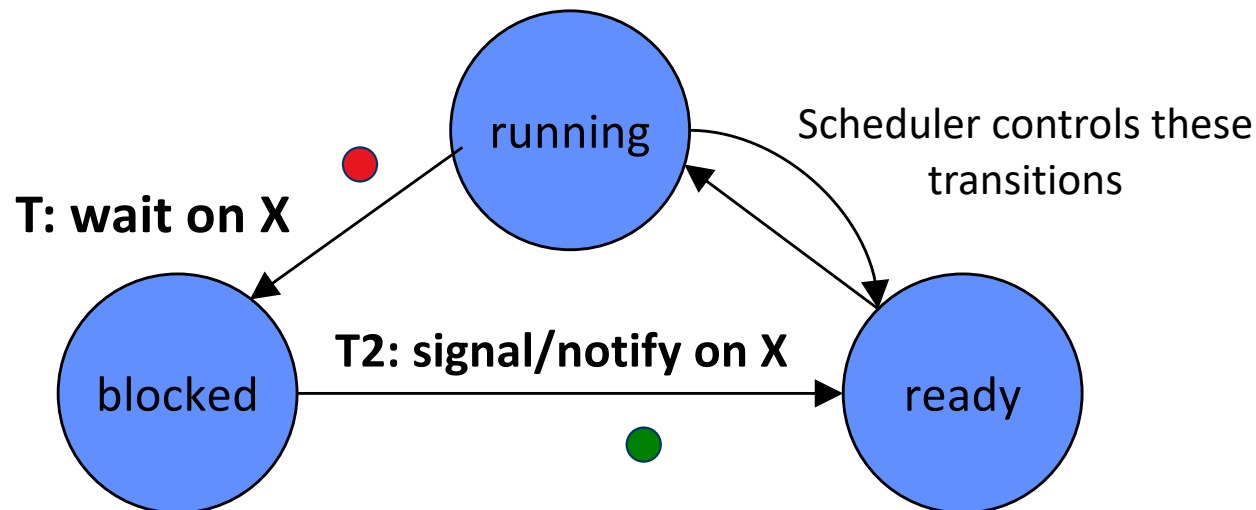 running
Scheduler controls these
transitions
T: wait on X
T2: signal/notify on X
blocked
ready